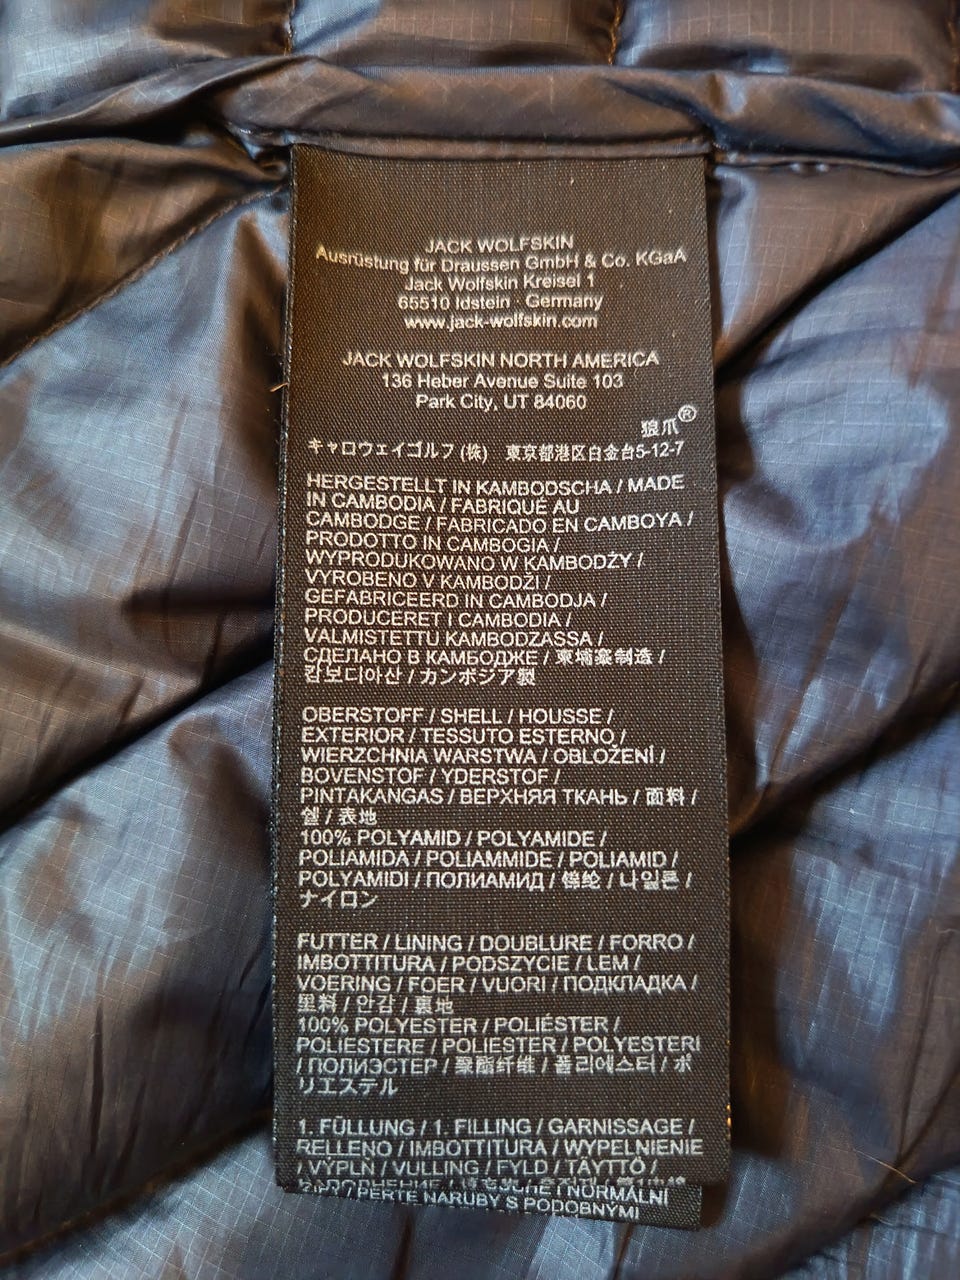 JACK WOLFSKIN
Ausrüstung für Draussen GmbH & Co. KGaA
Jack Wolfskin Kreisel 1
65510 Idstein . Germany
www.jack-wolfskin.com
JACK WOLFSKIN NORTH AMERICA
136 Heber Avenue Suite 103
Park City, UT 84060
狼爪®
キャロウェイゴルフ (株) 東京都港区白金台5-12-7
HERGESTELLT IN KAMBODSCHA / MADE
IN CAMBODIA / FABRIQUÉ AU
CAMBODGE / FABRICADO EN CAMBOYA /
PRODOTTO IN CAMBOGIA /
WYPRODUKOWANO W KAMBODŻY /
VYROBENO V KAMBODŽI /
GEFABRICEERD IN CAMBODJA /
PRODUCERET I CAMBODIA /
VALMISTETTU KAMBODZASSA /
СДЕЛАНО В КАМБОДЖЕ / 柬埔寨制造 /
캄보디아산 / カンボジア製
OBERSTOFF / SHELL / HOUSSE /
EXTERIOR / TESSUTO ESTERNO /
WIERZCHNIA WARSTWA / OBLOŽENÍ /
BOVENSTOF / YDERSTOF /
PINTAKANGAS / ВЕРХНЯЯ ТКАНЬ / 面料 /
쉘 / 表地
100% POLYAMID / POLYAMIDE /
POLIAMIDA / POLIAMMIDE / POLIAMID /
POLYAMIDI / ПОЛИАМИД / 锦纶 / 나일론 /
ナイロン
FUTTER / LINING / DOUBLURE / FORRO /
IMBOTTITURA / PODSZYCIE / LEM /
VOERING / FOER / VUORI / ПОДКЛАДКА /
里料 / 안감 / 裏地
100% POLYESTER / POLIÉSTER /
POLIESTERE / POLIESTER / POLYESTERI
/ ПОЛИЭСТЕР / 聚酯纤维 / 폴리에스터 / ポ
リエステル
1. FÜLLUNG / 1. FILLING / GARNISSAGE /
RELLENO / IMBOTTITURA / WYPEŁNIENIE
/ VÝPLŇ / VULLING / FYLD / TÄYTTÖ /
/ NORMÁLNÍ
/ PERTE NARUBY S PODOBNÝMI